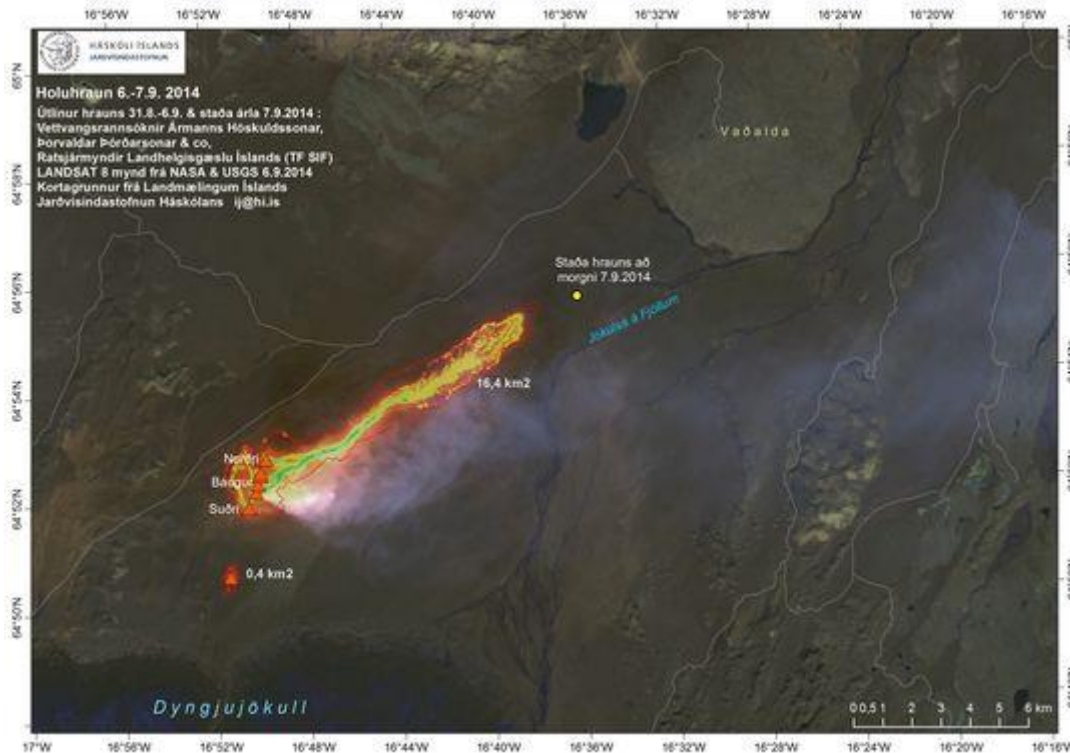 16°52'W 16°48'W 16°44'W 16°40'W 16°36'W 16°32'W 16°28'W 16°24'W 16°20'W 16°16'W
HÁSKÓLI ÍSLANDS
JARÐVÍSINDASTOFNUN
Holuhraun 6.-7.9. 2014
Útlínur hrauns 31.8.-6.9. & staða árla 7.9.2014 :
Vettvangsrannsóknir Ármanns Höskuldssonar,
Þorvaldar Þórðarsonar & co,
Ratsjármyndir Landhelgisgæslu Íslands (TF SIF)
LANDSAT 8 mynd frá NASA & USGS 6.9.2014
Kortagrunnur frá Landmælingum Íslands
Jarðvísindastofnun Háskólans ij@hi.is
65°N
64°58'N
64°56'N
64°54'N
64°52'N
64°50'N
Vaðalda
Staða hrauns að
morgni 7.9.2014
Jökulsá á Fjöllum
16,4 km2
Norðri
Baugur
Suðri
0,4 km2
Dyngjujökull
0 0,5 1 2 3 4 5 6 km
17°W 16°56'W 16°52'W 16°48'W 16°44'W 16°40'W 16°36'W 16°32'W 16°28'W 16°24'W 16°20'W 16°16'W